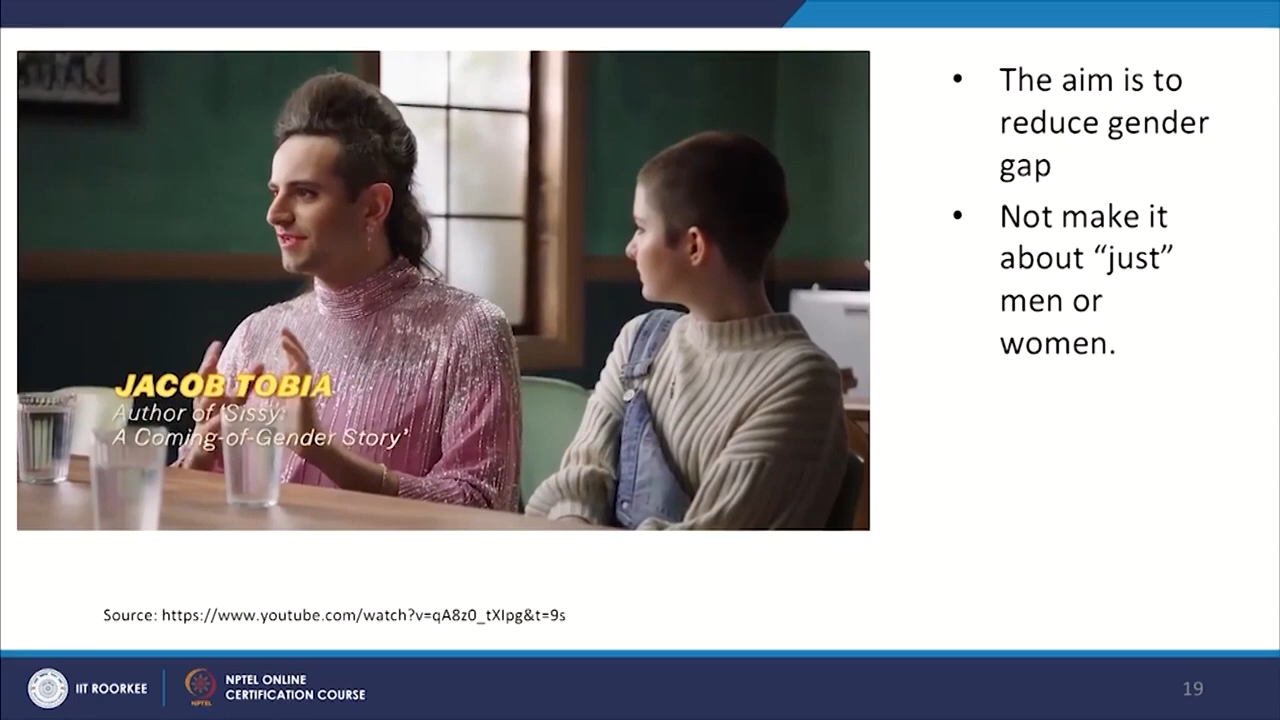 • The aim is to
reduce gender
gap
• Not make it
about “just”
men or
women.
JACOB TOBIA
Author of 'Sissy:
A Coming-of-Gender Story'
Source: https://www.youtube.com/watch?v=qA8z0_tXIpg&t=9s
IIT ROORKEE
NPTEL
NPTEL ONLINE
CERTIFICATION COURSE
19